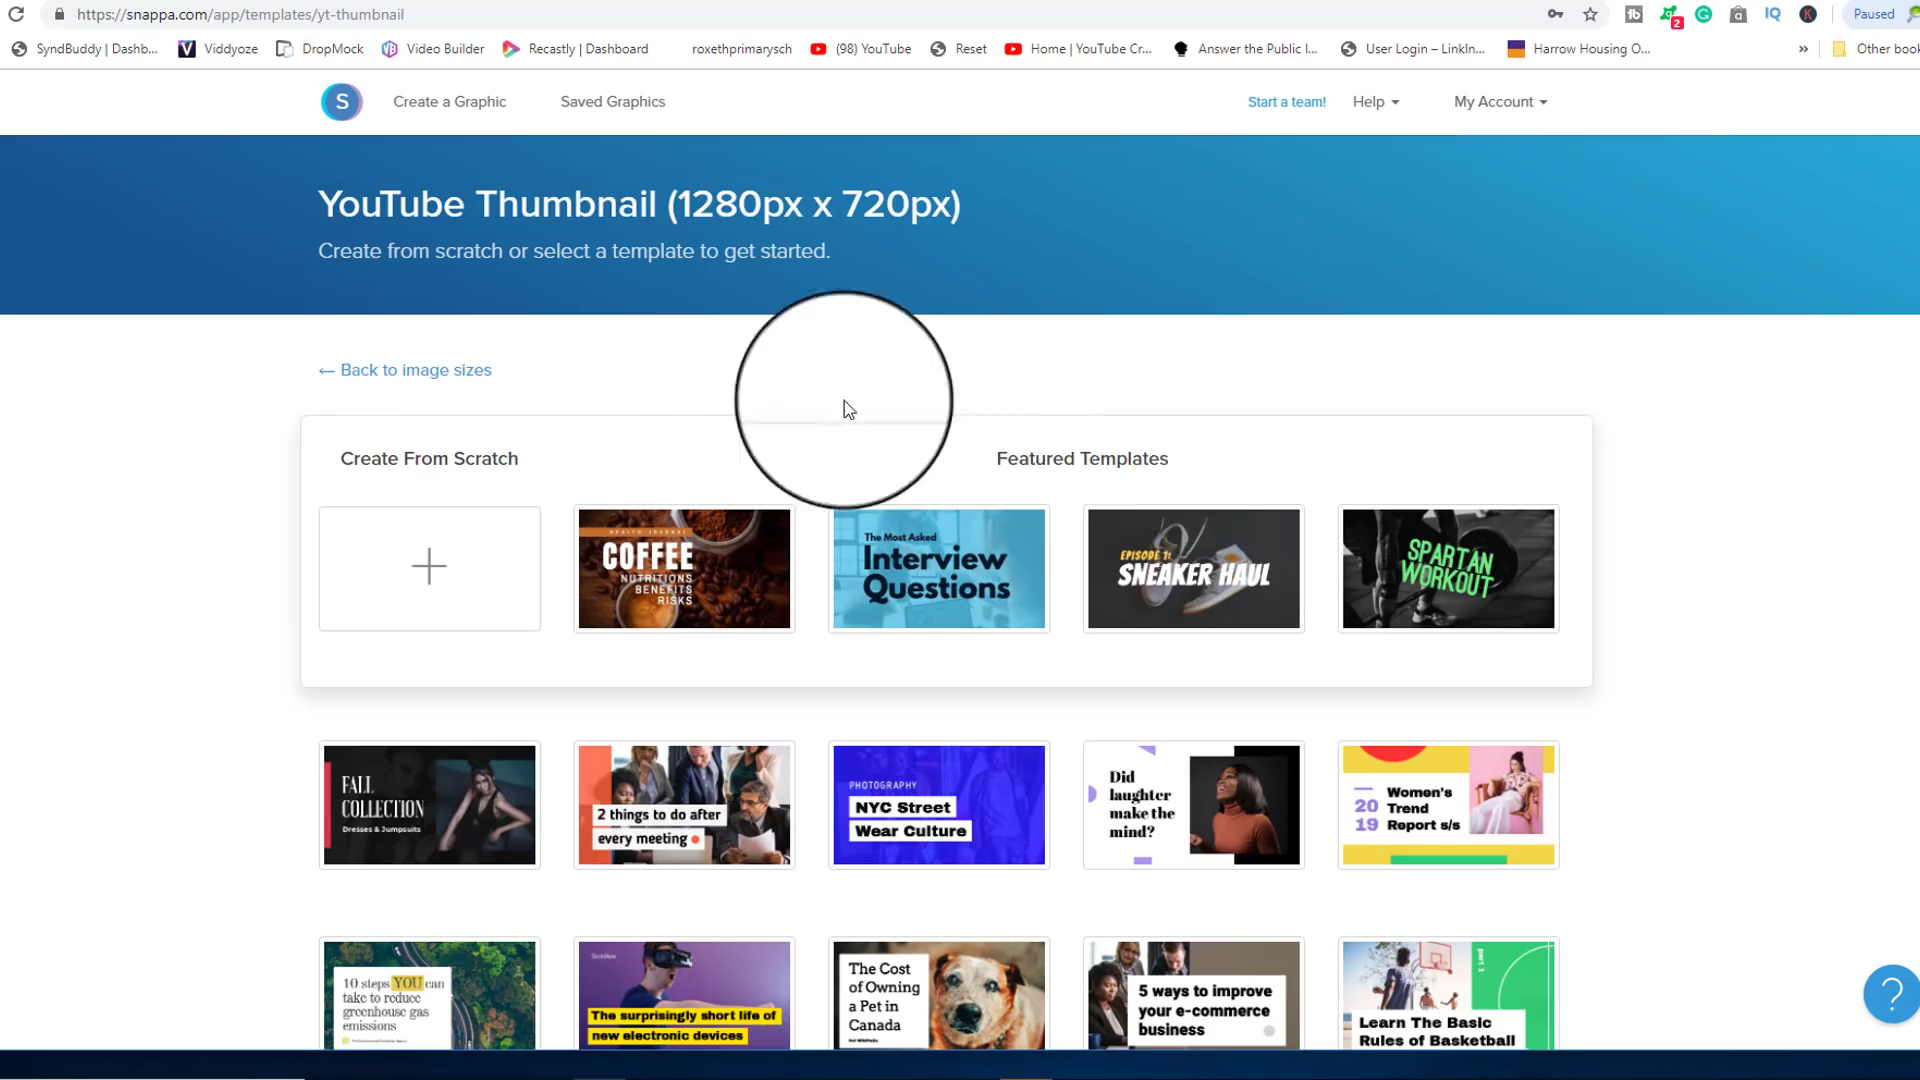 https://snappa.com/app/templates/yt-thumbnail
2
Paused
SyndBuddy | Dashb...
Viddyoze
DropMock
Video Builder
Recastly | Dashboard
roxethprimarysch
(98) YouTube
Reset
Home | YouTube Cr...
Answer the Public I...
User Login – LinkIn...
Harrow Housing O...
»
Other book
S
Create a Graphic
Saved Graphics
Start a team!
Help
My Account
YouTube Thumbnail (1280px x 720px)
Create from scratch or select a template to get started.
← Back to image sizes
Create From Scratch
Featured Templates
HEALTH JOURNAL
COFFEE
NUTRITIONS
BENEFITS
RISKS
The Most Asked
Interview
Questions
EPISODE 1:
SNEAKER HAUL
SPARTAN
WORKOUT
FALL
COLLECTION
Dresses & Jumpsuits
2 things to do after
every meeting
PHOTOGRAPHY
NYC Street
Wear Culture
Did
laughter
make the
mind?
20
19
Women's
Trend
Report s/s
10 steps YOU can
take to reduce
greenhouse gas
emissions
The surprisingly short life of
new electronic devices
The Cost
of Owning
a Pet in
Canada
5 ways to improve
your e-commerce
business
part 1
Learn The Basic
Rules of Basketball
?